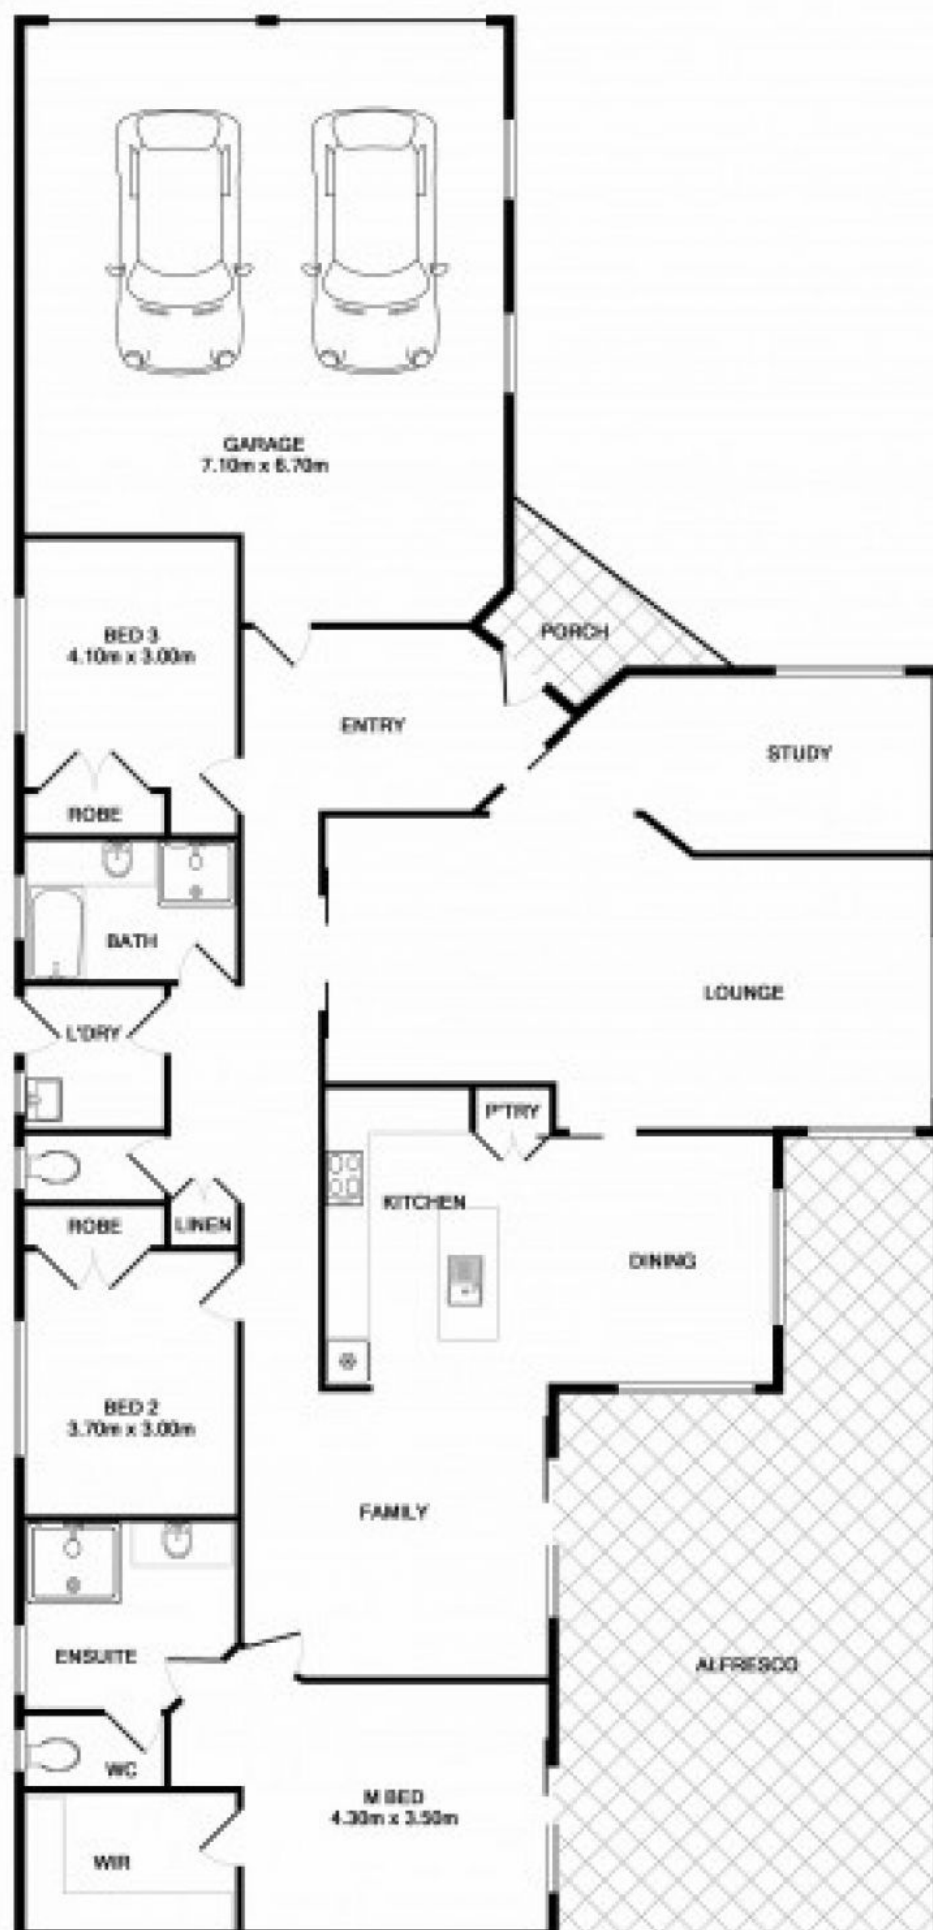 GARAGE
7.10m x 6.70m
BED 3
4.10m x 3.00m
PORCH
ENTRY
STUDY
ROBE
BATH
LOUNGE
L'DRY
P'TRY
KITCHEN
ROBE
LINEN
DINING
BED 2
3.70m x 3.00m
FAMILY
ENSUITE
ALFRESCO
WC
M BED
4.30m x 3.50m
WIR